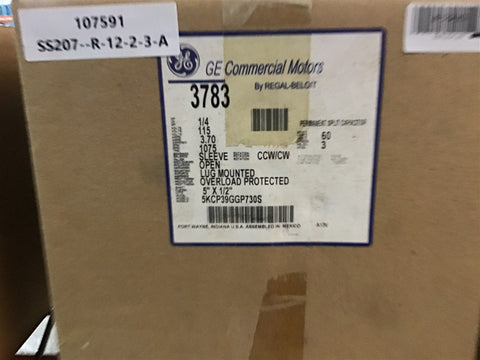 107591
SS207--R-12-2-3-A
GE
GE Commercial Motors
By REGAL-BELOIT
3783
PERMANENT SPLIT CAPACITOR
1/4
115
60
3.70
3
1075
SLEEVE
CCW/CW
OPEN
LUG MOUNTED
OVERLOAD PROTECTED
5" X 1/2"
5KCP39GGP730S
FORT WAYNE, INDIANA U.S.A. ASSEMBLED IN MEXICO